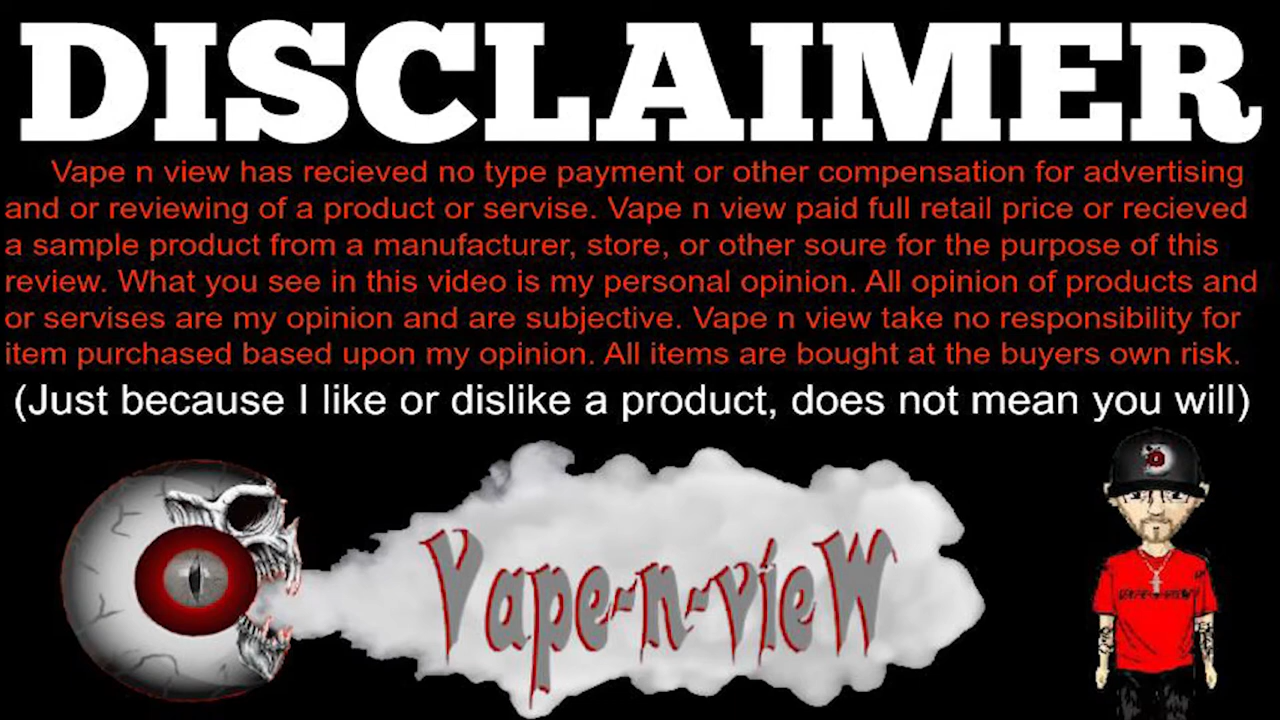 DISCLAIMER
Vape n view has recieved no type payment or other compensation for advertising
and or reviewing of a product or servise. Vape n view paid full retail price or recieved
a sample product from a manufacturer, store, or other soure for the purpose of this
review. What you see in this video is my personal opinion. All opinion of products and
or servises are my opinion and are subjective. Vape n view take no responsibility for
item purchased based upon my opinion. All items are bought at the buyers own risk.
(Just because I like or dislike a product, does not mean you will)
Vape-n-vieW